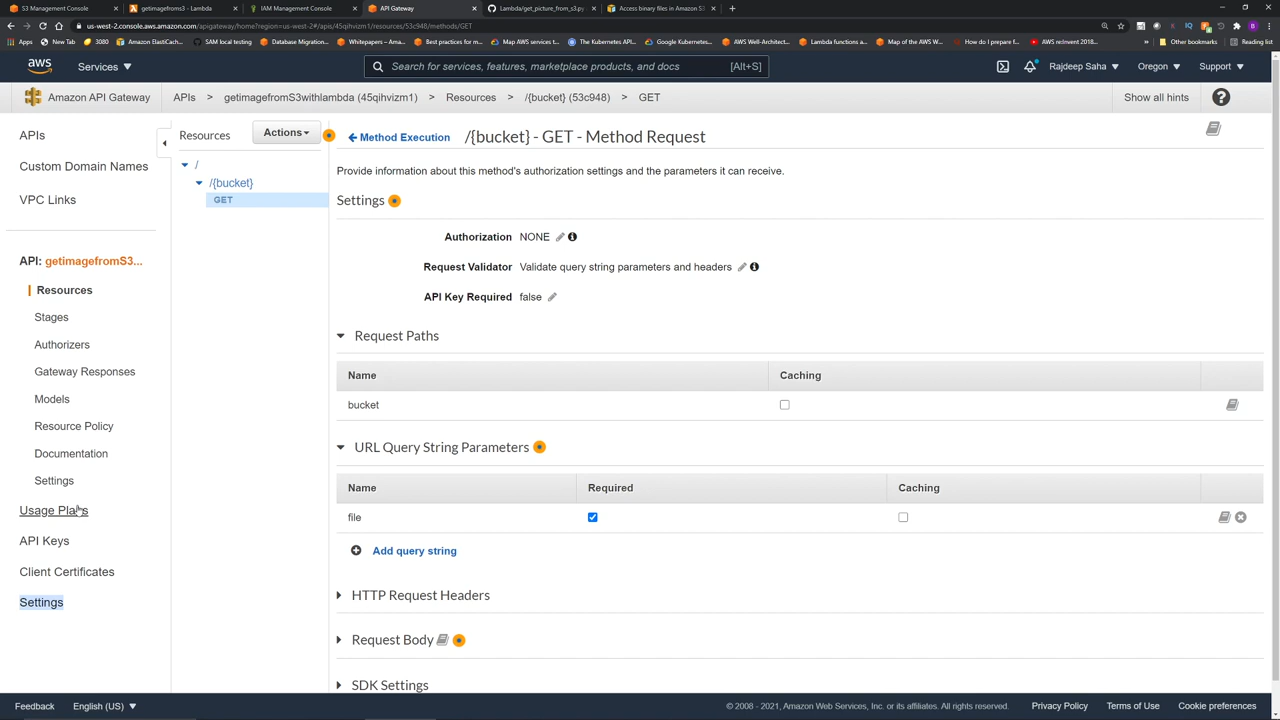 S3 Management Console
getimagefroms3 - Lambda
IAM Management Console
API Gateway
Lambda/get_picture_from_s3.py
Access binary files in Amazon S3
us-west-2.console.aws.amazon.com/apigateway/home?region=us-west-2#/apis/45qihvizm1/resources/53c948/methods/GET
Apps
New Tab
3080
Amazon ElastiCach...
SAM local testing
Database Migration...
Whitepapers – Ama...
Best practices for m...
Map AWS services t...
The Kubernetes API...
Google Kubernetes...
AWS Well-Architect...
Lambda functions a...
Map of the AWS W...
How do I prepare f...
AWS re:Invent 2018...
Other bookmarks
Reading list
aws
Services
Search for services, features, marketplace products, and docs
[Alt+S]
Rajdeep Saha
Oregon
Support
Amazon API Gateway
APIs > getimagefromS3withlambda (45qihvizm1) > Resources > /{bucket} (53c948) > GET
Show all hints
APIs
Custom Domain Names
VPC Links
API: getimagefromS3...
Resources
Stages
Authorizers
Gateway Responses
Models
Resource Policy
Documentation
Settings
Usage Plans
API Keys
Client Certificates
Settings
Resources
Actions
/
/{bucket}
GET
Method Execution
/{bucket} - GET - Method Request
Provide information about this method's authorization settings and the parameters it can receive.
Settings
Authorization NONE
Request Validator Validate query string parameters and headers
API Key Required false
Request Paths
Name Caching
bucket
URL Query String Parameters
Name Required Caching
file
Add query string
HTTP Request Headers
Request Body
SDK Settings
Feedback
English (US)
© 2008 - 2021, Amazon Web Services, Inc. or its affiliates. All rights reserved.
Privacy Policy
Terms of Use
Cookie preferences